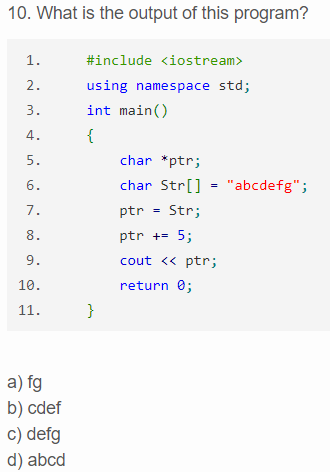 10. What is the output of this program?
1. #include <iostream>
2. using namespace std;
3. int main()
4. {
5. char *ptr;
6. char Str[] = "abcdefg";
7. ptr = Str;
8. ptr += 5;
9. cout << ptr;
10. return 0;
11. }
a) fg
b) cdef
c) defg
d) abcd